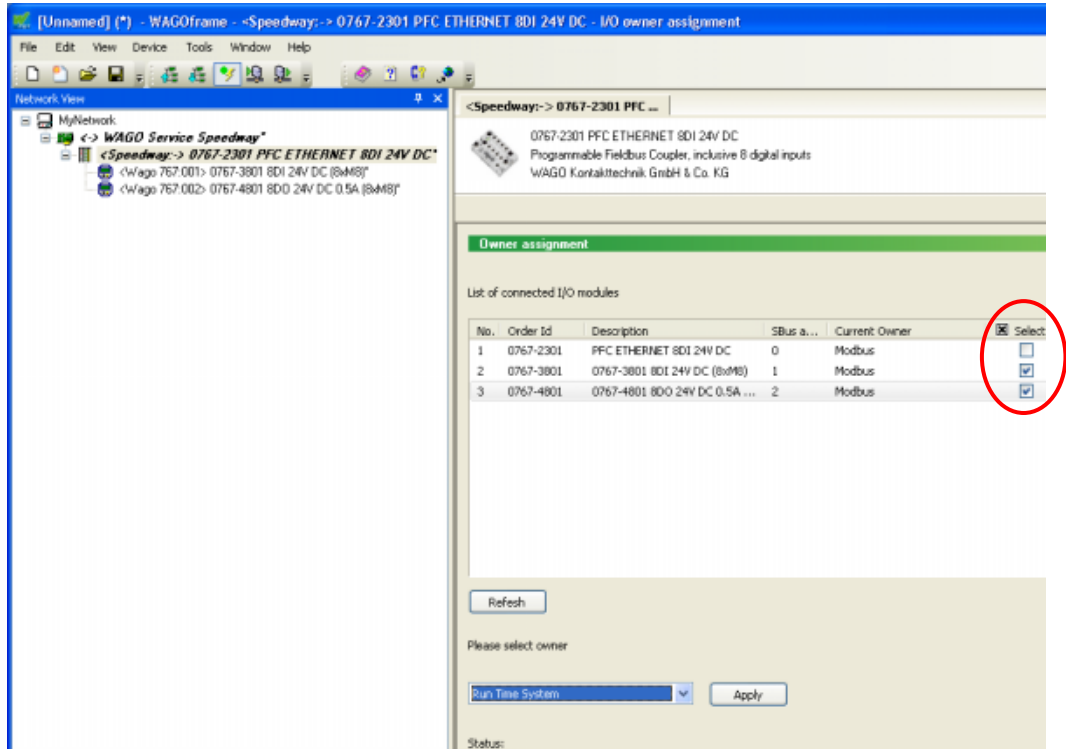 [Unnamed] (*) - WAGOframe - <Speedway:-> 0767-2301 PFC ETHERNET 8DI 24V DC - I/O owner assignment
File Edit View Device Tools Window Help
Network View
MyNetwork
<-> WAGO Service Speedway*
<Speedway:-> 0767-2301 PFC ETHERNET 8DI 24V DC*
<Wago 767:001> 0767-3801 8DI 24V DC (8xM8)*
<Wago 767:002> 0767-4801 8DO 24V DC 0.5A (8xM8)*
<Speedway:-> 0767-2301 PFC ...
0767-2301 PFC ETHERNET 8DI 24V DC
Programmable Fieldbus Coupler, inclusive 8 digital inputs
WAGO Kontakttechnik GmbH & Co. KG
Owner assignment
List of connected I/O modules
No. Order Id Description SBus a... Current Owner Select
1 0767-2301 PFC ETHERNET 8DI 24V DC 0 Modbus
2 0767-3801 0767-3801 8DI 24V DC (8xM8) 1 Modbus
3 0767-4801 0767-4801 8DO 24V DC 0.5A ... 2 Modbus
Refesh
Please select owner
Run Time System Apply
Status: